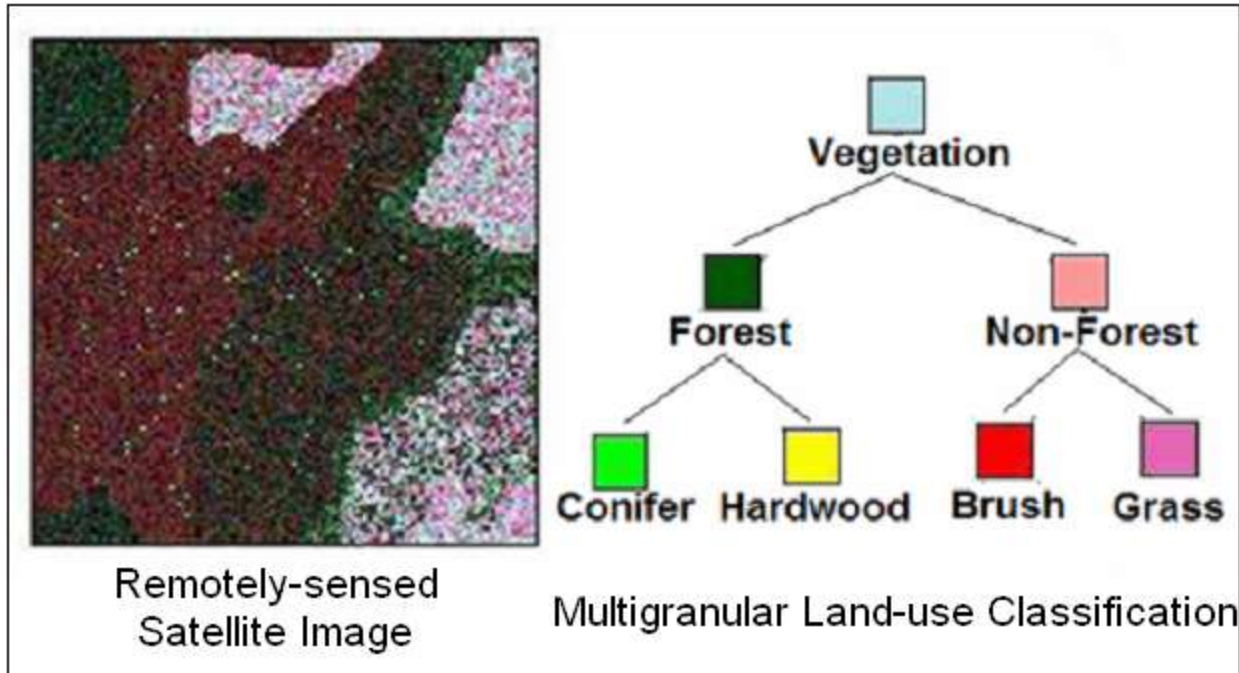 Vegetation
Forest Non-Forest
Conifer Hardwood Brush Grass
Remotely-sensed
Satellite Image
Multigranular Land-use Classification